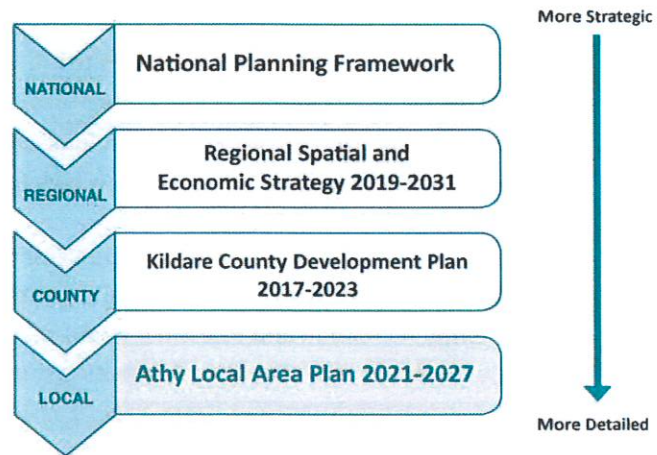 More Strategic
NATIONAL
National Planning Framework
REGIONAL
Regional Spatial and
Economic Strategy 2019-2031
COUNTY
Kildare County Development Plan
2017-2023
LOCAL
Athy Local Area Plan 2021-2027
More Detailed